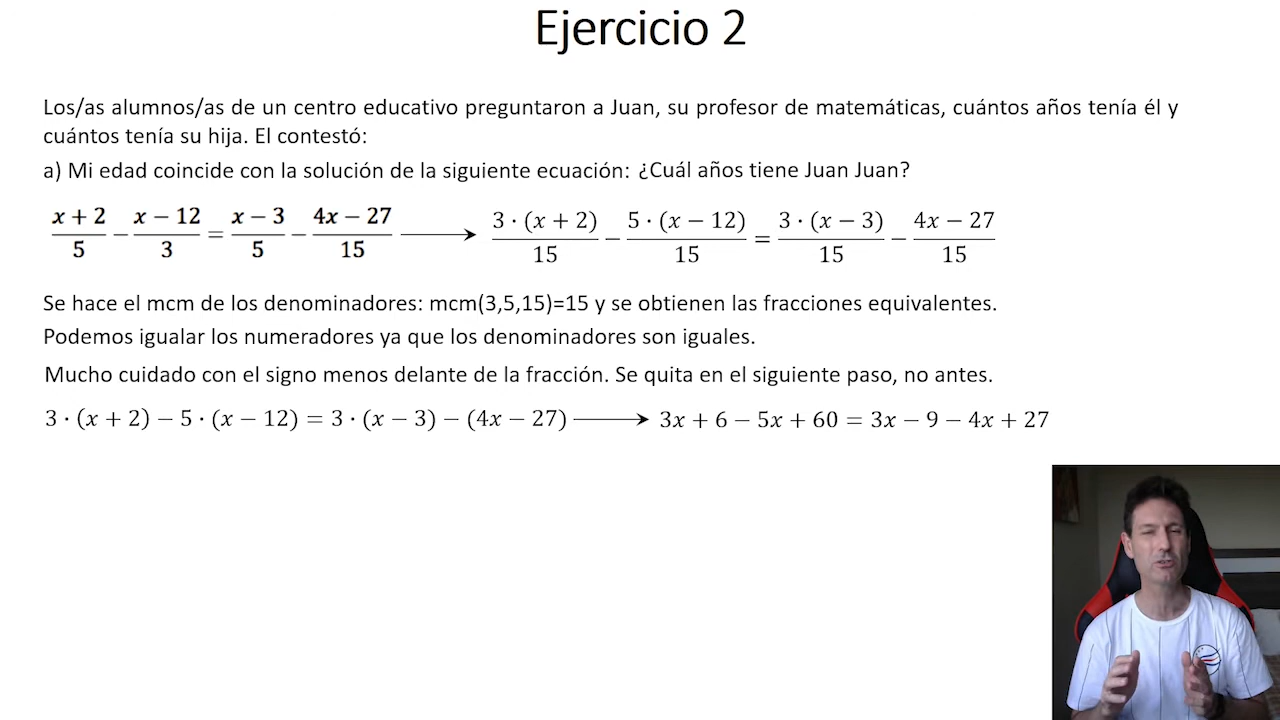 Ejercicio 2
Los/as alumnos/as de un centro educativo preguntaron a Juan, su profesor de matemáticas, cuántos años tenía él y
cuántos tenía su hija. El contestó:
a) Mi edad coincide con la solución de la siguiente ecuación: ¿Cuál años tiene Juan Juan?
(x + 2)/5 − (x − 12)/3 = (x − 3)/5 − (4x − 27)/15 ⟶ (3 · (x + 2))/15 − (5 · (x − 12))/15 = (3 · (x − 3))/15 − (4x − 27)/15
Se hace el mcm de los denominadores: mcm(3,5,15)=15 y se obtienen las fracciones equivalentes.
Podemos igualar los numeradores ya que los denominadores son iguales.
Mucho cuidado con el signo menos delante de la fracción. Se quita en el siguiente paso, no antes.
3 · (x + 2) − 5 · (x − 12) = 3 · (x − 3) − (4x − 27) ⟶ 3x + 6 − 5x + 60 = 3x − 9 − 4x + 27